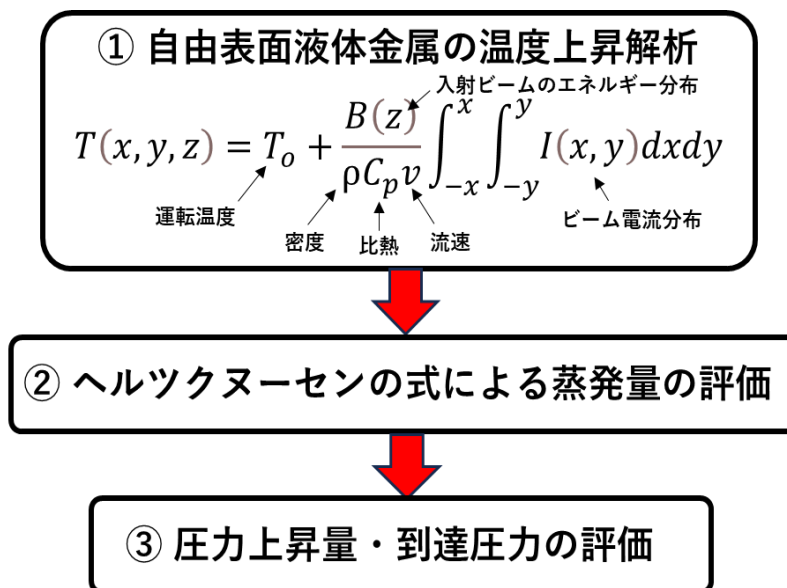 ① 自由表面液体金属の温度上昇解析
入射ビームのエネルギー分布
T(x, y, z) = T_o + \frac{B(z)}{ρC_p v} \int_{-x}^{x} \int_{-y}^{y} I(x, y)dxdy
運転温度
密度
比熱
流速
ビーム電流分布
② ヘルツクヌーセンの式による蒸発量の評価
③ 圧力上昇量・到達圧力の評価